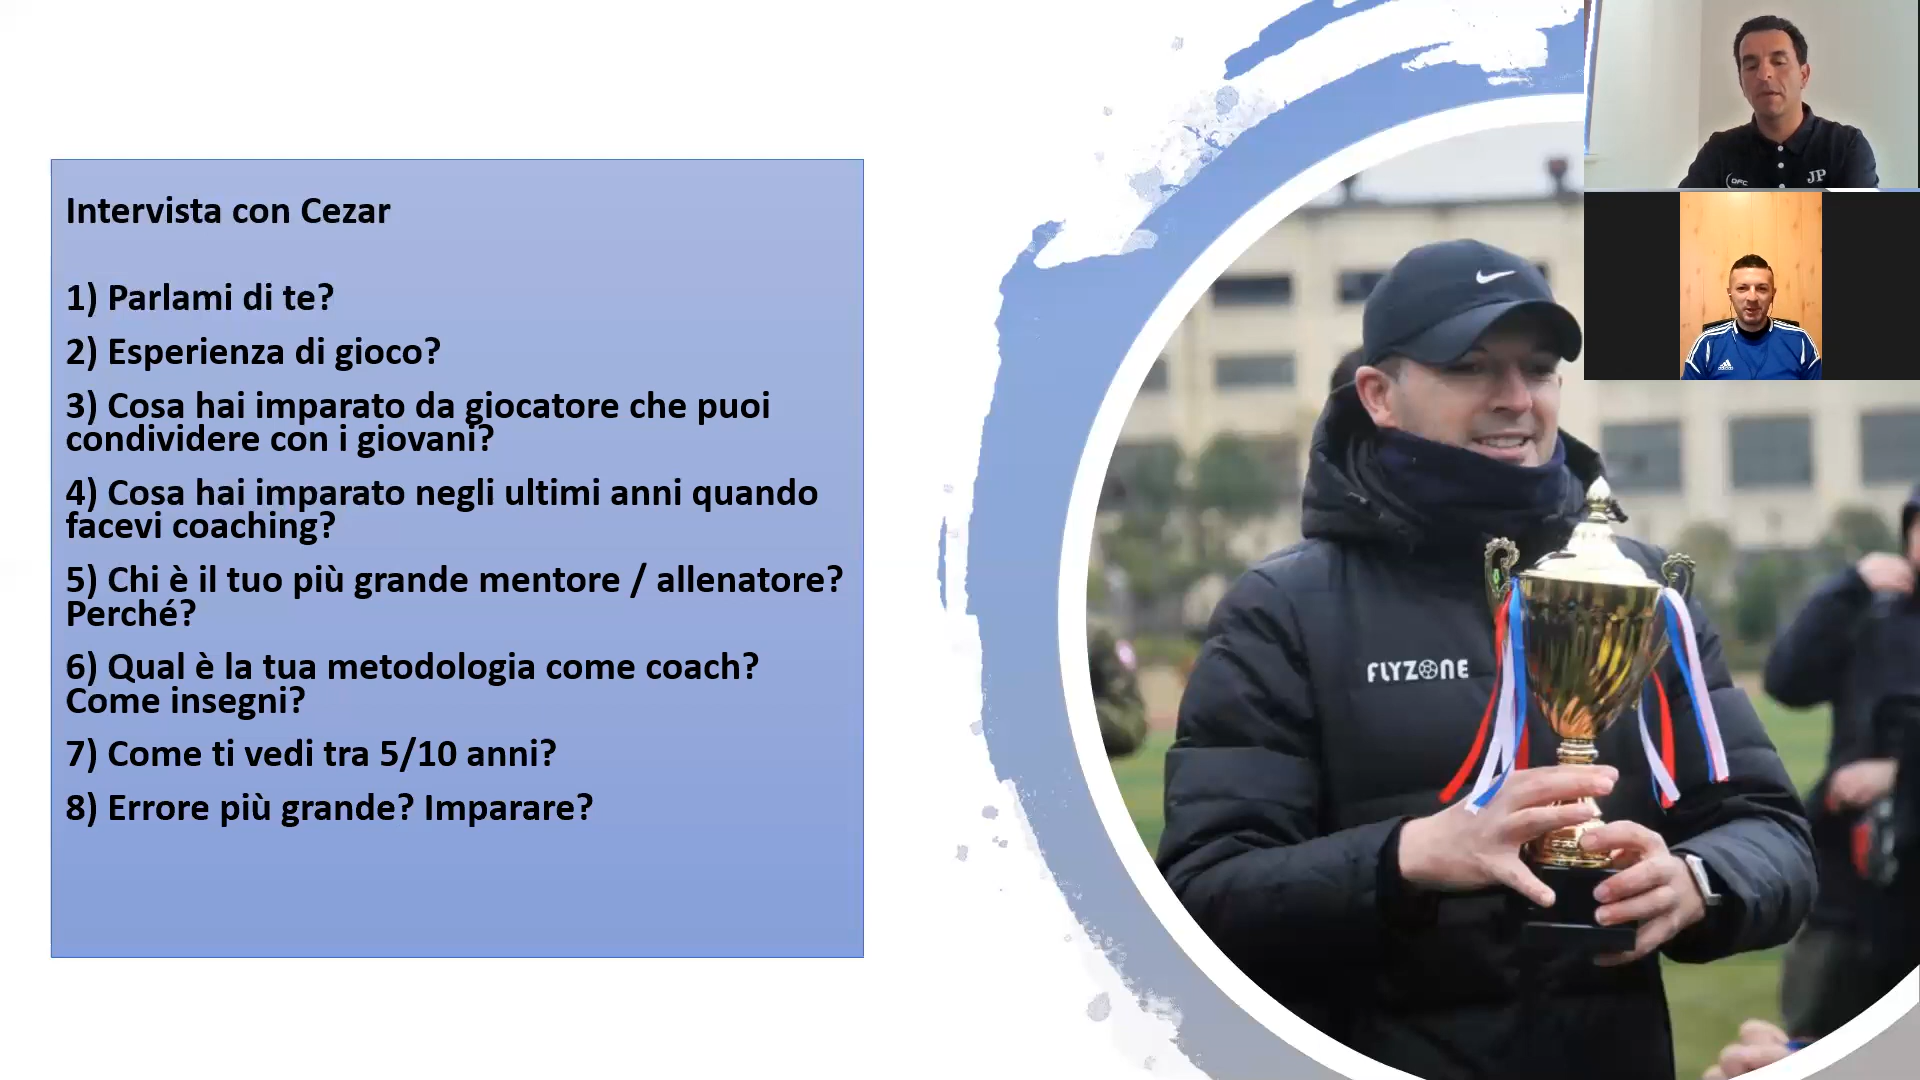 Intervista con Cezar
1) Parlami di te?
2) Esperienza di gioco?
3) Cosa hai imparato da giocatore che puoi
condividere con i giovani?
4) Cosa hai imparato negli ultimi anni quando
facevi coaching?
5) Chi è il tuo più grande mentore / allenatore?
Perché?
6) Qual è la tua metodologia come coach?
Come insegni?
7) Come ti vedi tra 5/10 anni?
8) Errore più grande? Imparare?
FLYZONE
DFC
JP